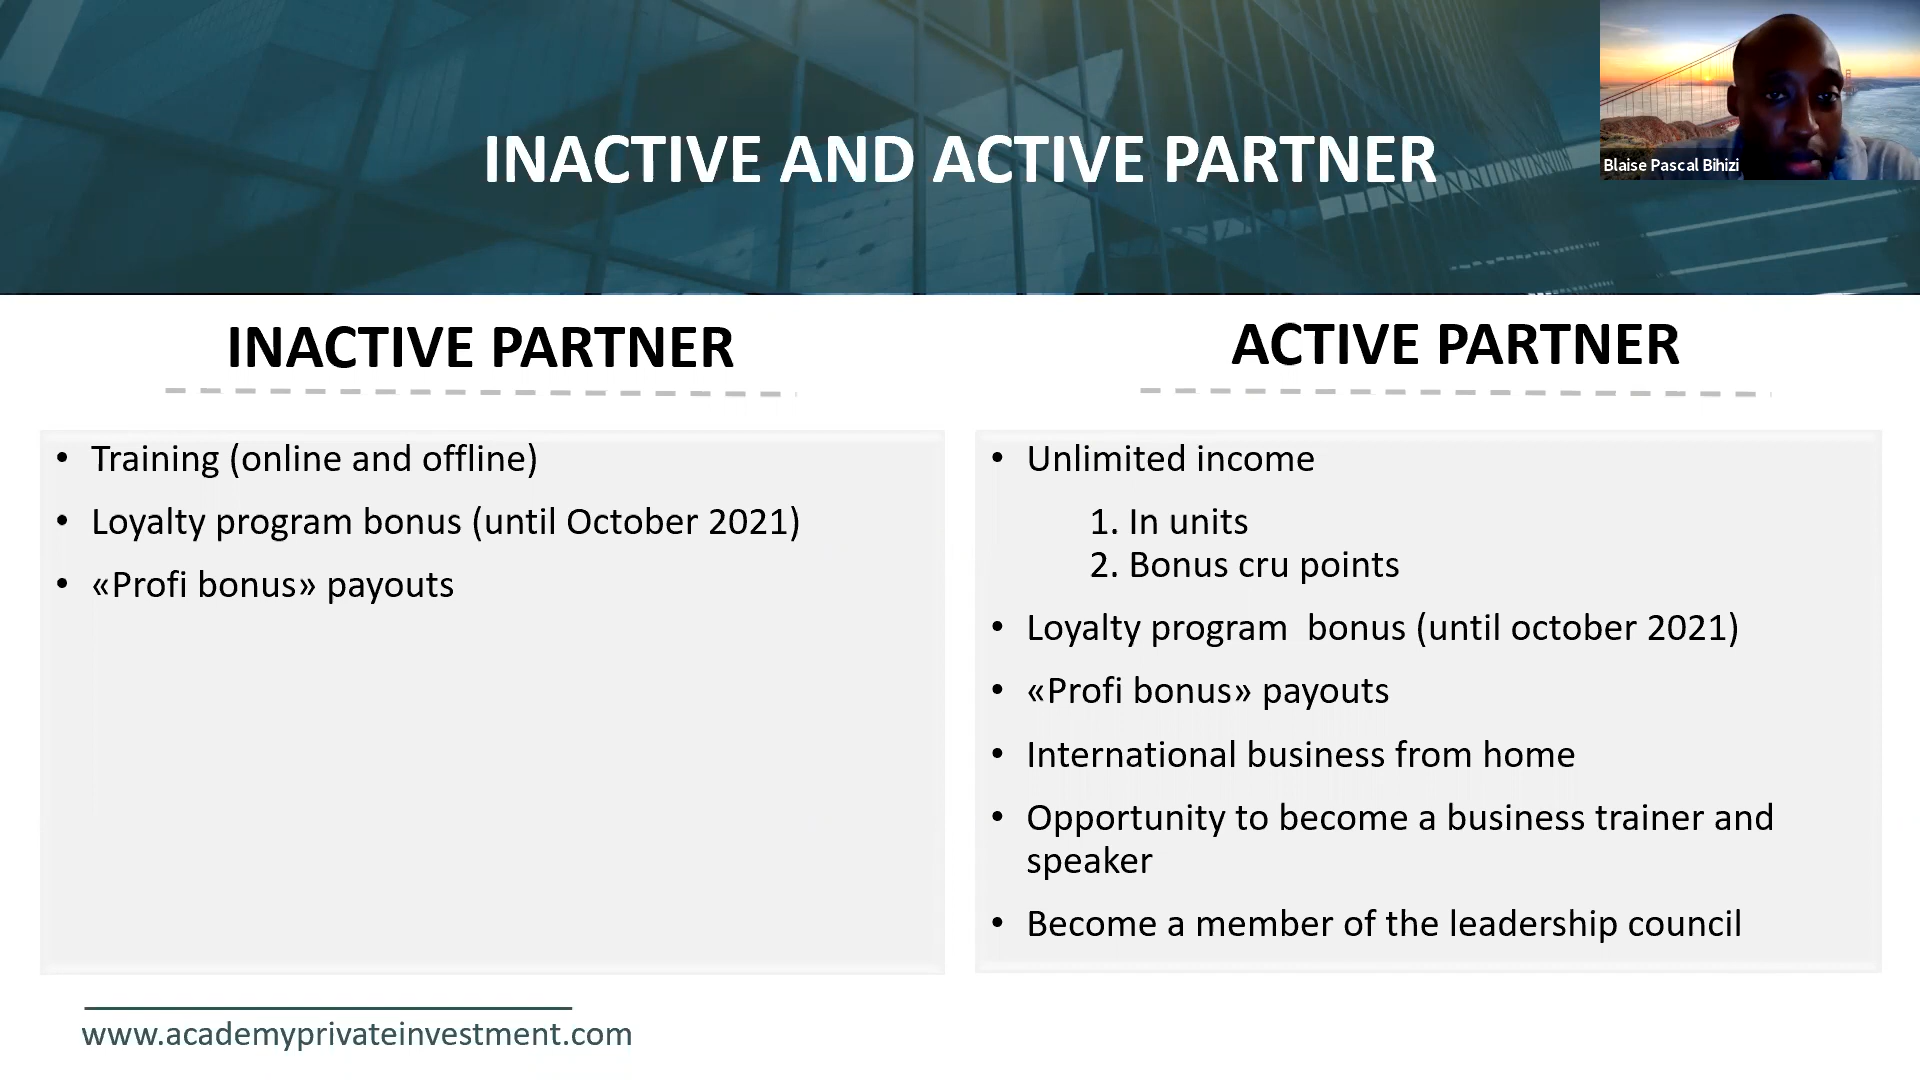 INACTIVE AND ACTIVE PARTNER
Blaise Pascal Bihizi
INACTIVE PARTNER
• Training (online and offline)
• Loyalty program bonus (until October 2021)
• «Profi bonus» payouts
ACTIVE PARTNER
• Unlimited income
1. In units
2. Bonus cru points
• Loyalty program  bonus (until october 2021)
• «Profi bonus» payouts
• International business from home
• Opportunity to become a business trainer and
speaker
• Become a member of the leadership council
www.academyprivateinvestment.com